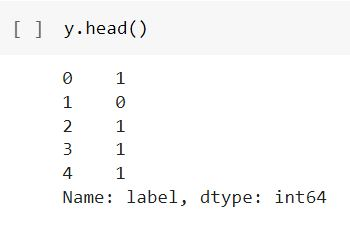 [ ] y.head()
0 1
1 0
2 1
3 1
4 1
Name: label, dtype: int64